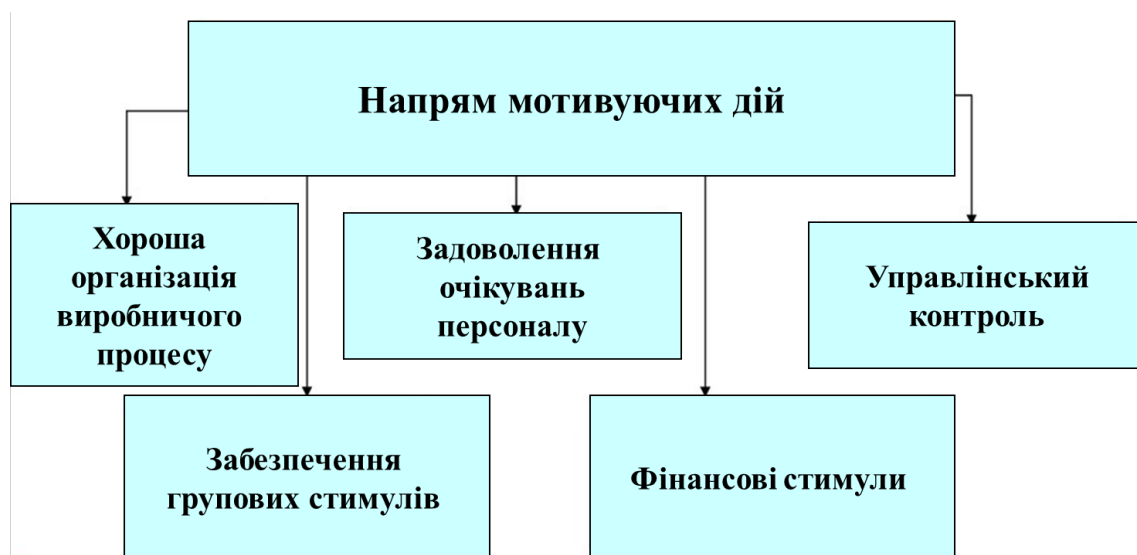 Напрям мотивуючих дій
Хороша
організація
виробничого
процесу
Задоволення
очікувань
персоналу
Управлінський
контроль
Забезпечення
групових стимулів
Фінансові стимули